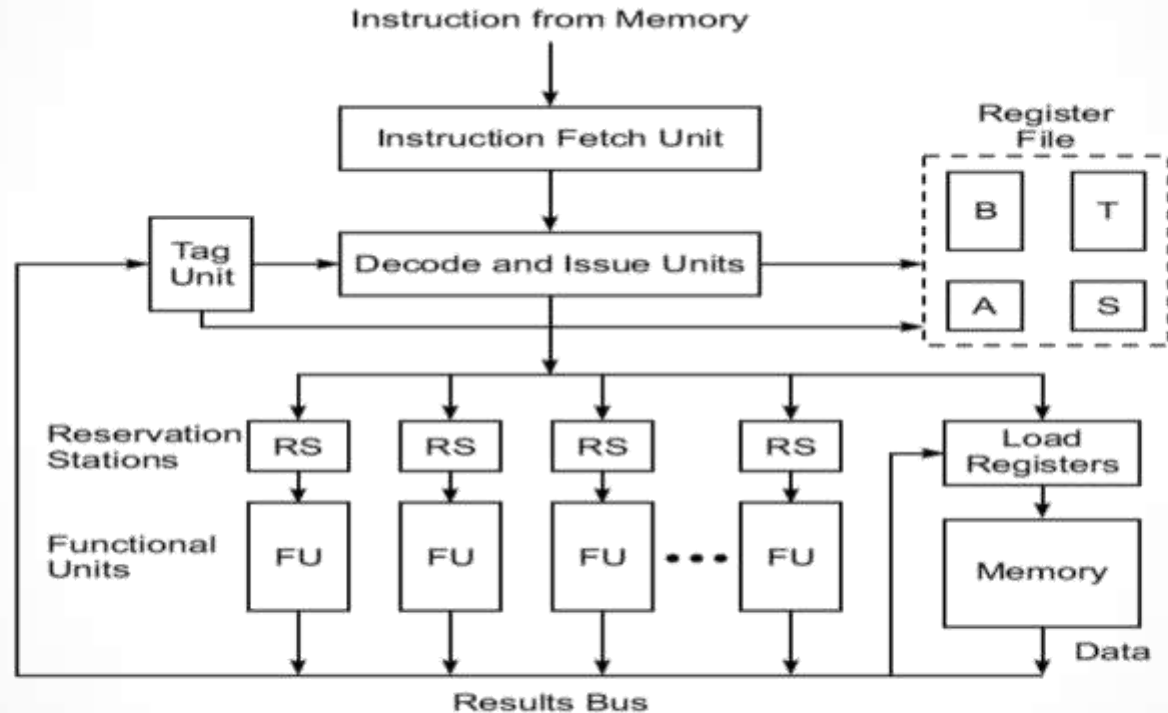 Instruction from Memory
Instruction Fetch Unit
Register
File
B
T
Tag
Unit
Decode and Issue Units
A
S
Reservation
Stations
RS
RS
RS
RS
Load
Registers
Functional
Units
FU
FU
FU
•••
FU
Memory
Data
Results Bus